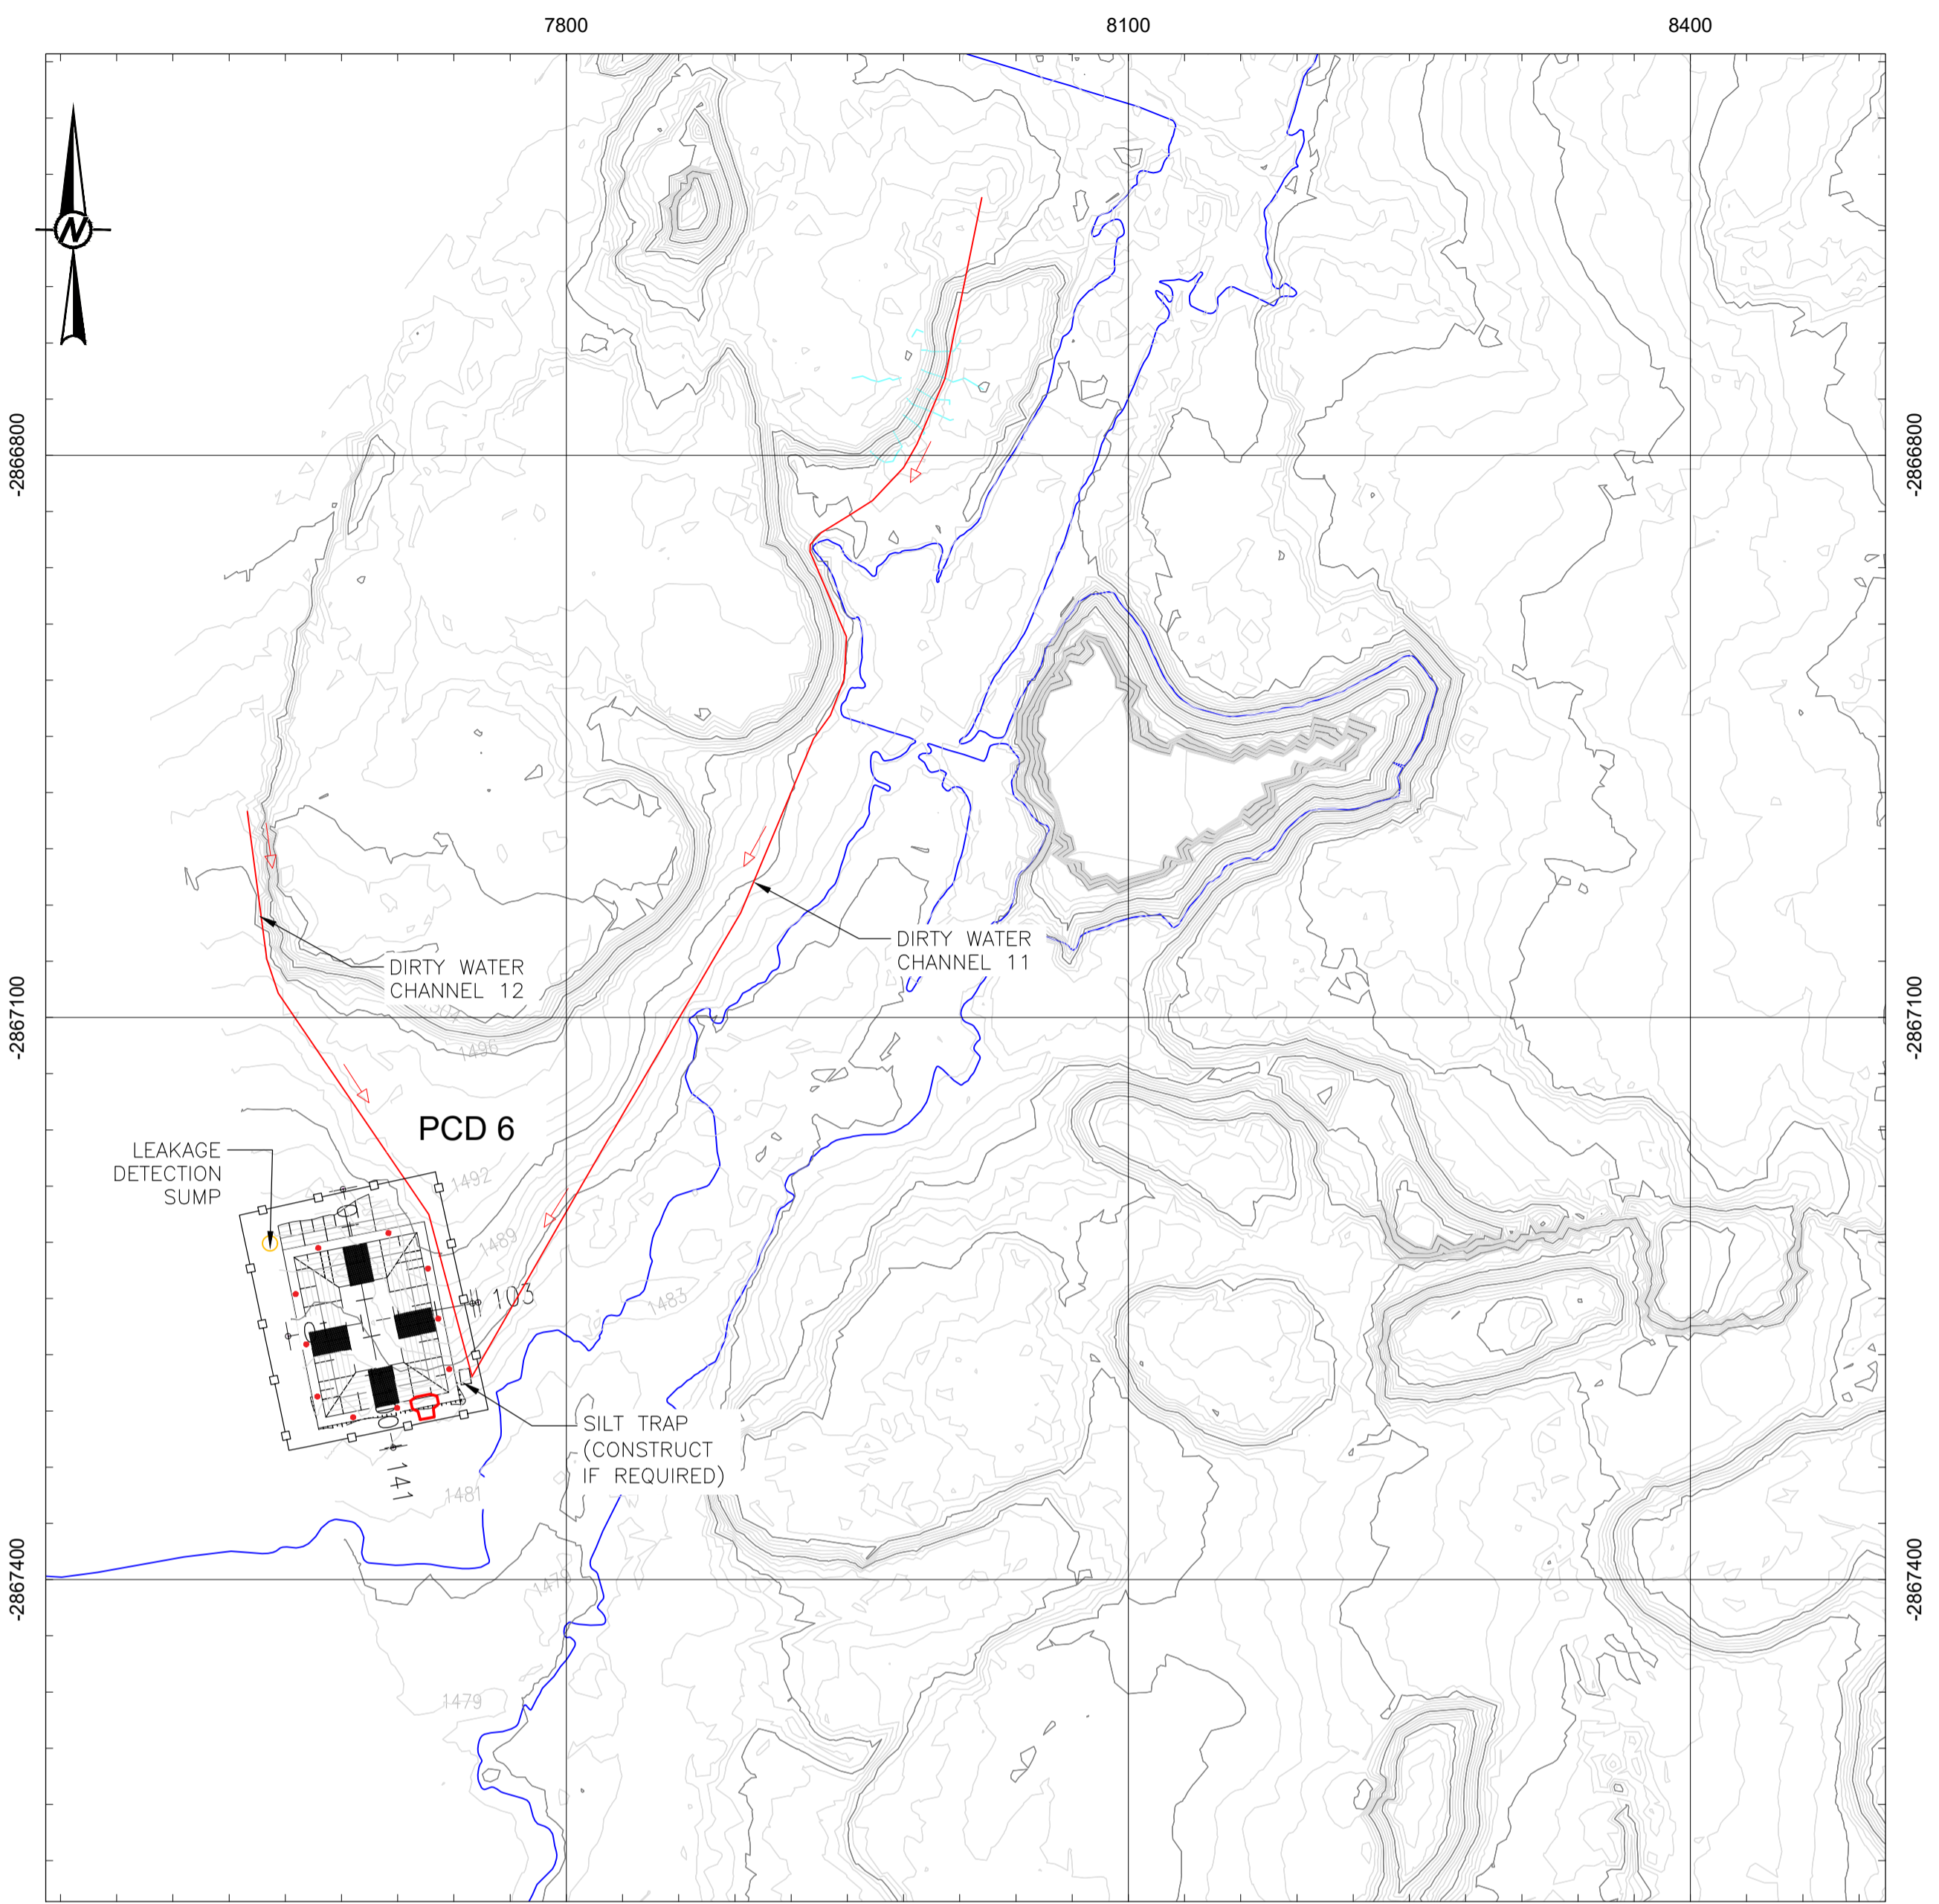 7800
8100
8400
N
-2866800
-2866800
DIRTY WATER
CHANNEL 11
DIRTY WATER
CHANNEL 12
-2867100
-2867100
1496
PCD 6
LEAKAGE
DETECTION
SUMP
1492
1489
103
1483
SILT TRAP
(CONSTRUCT
IF REQUIRED)
141
1481
-2867400
-2867400
1479